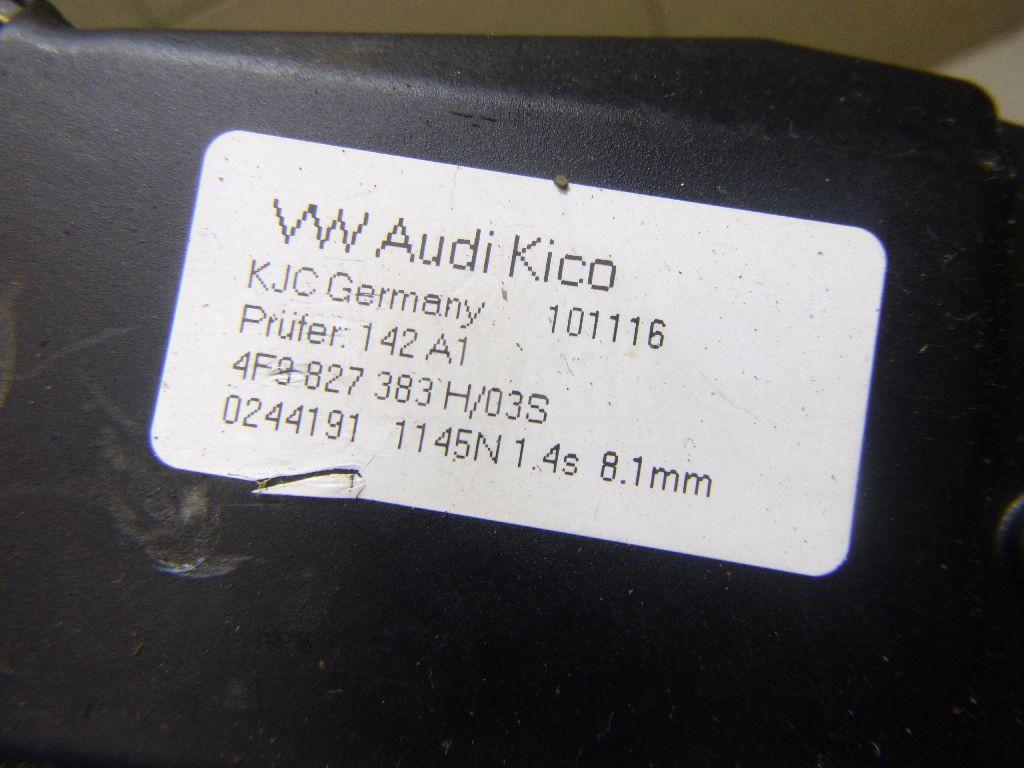 VW Audi Kico
KJC Germany 101116
Prüfer: 142 A1
4F9 827 383 H/03S
0244191 1145N 1.4s 8.1mm